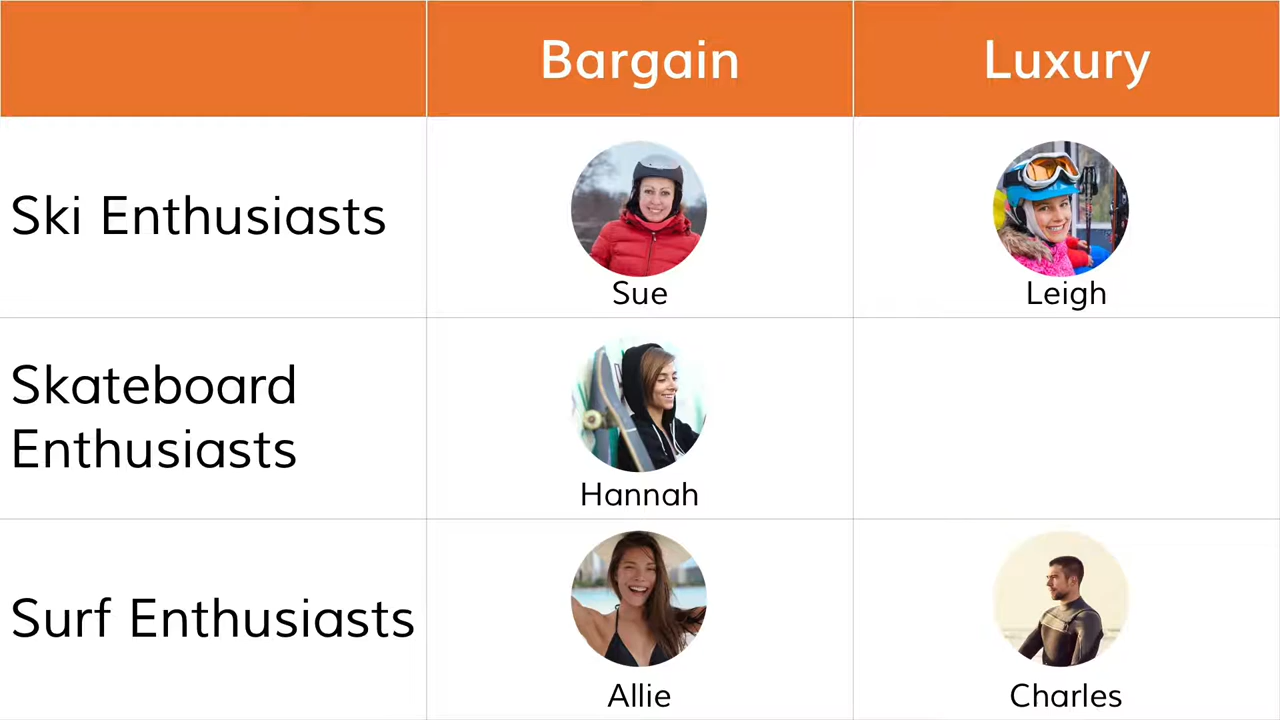 Bargain
Luxury
Ski Enthusiasts
Sue
Leigh
Skateboard
Enthusiasts
Hannah
Surf Enthusiasts
Allie
Charles